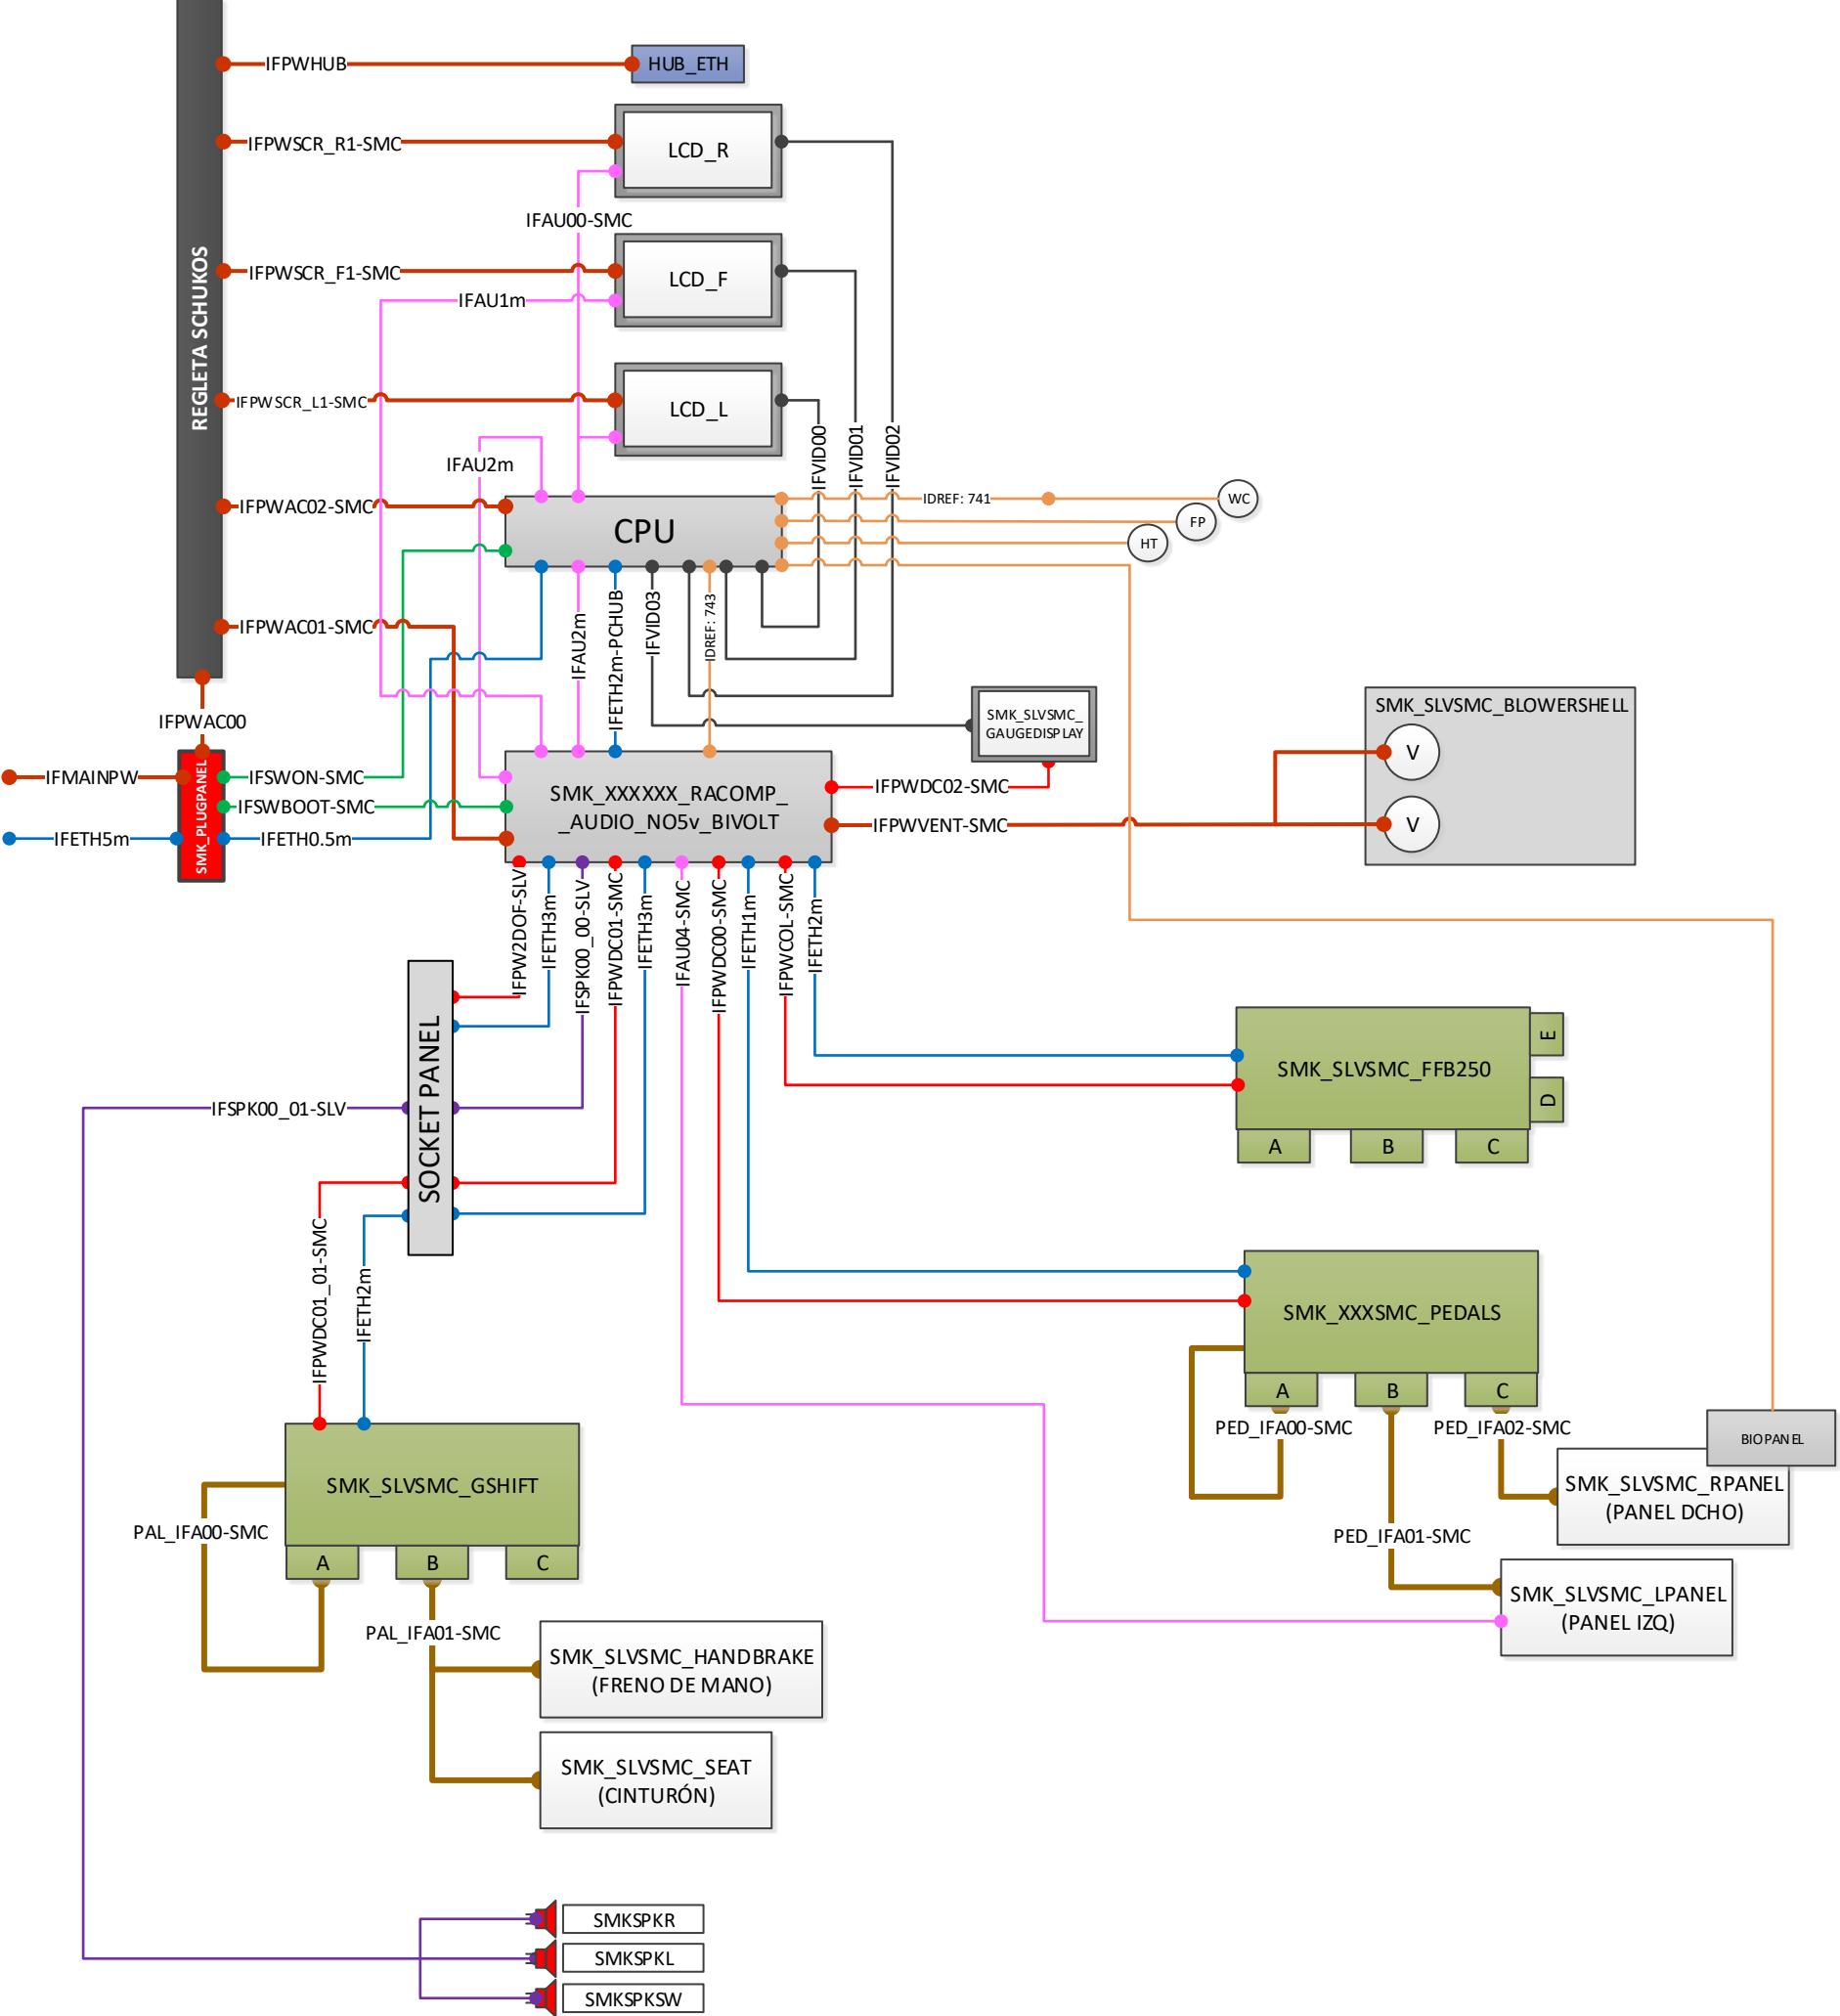 IFPWHUB
HUB_ETH
IFPWSCR_R1-SMC
LCD_R
IFAU00-SMC
REGLETA SCHUKOS
IFPWSCR_F1-SMC
LCD_F
IFAU1m
IFPWSCR_L1-SMC
LCD_L
IFVID00
IFVID01
IFVID02
IFAU2m
IFPWAC02-SMC
CPU
IDREF: 741
WC
FP
HT
IFPWAC01-SMC
IFAU2m
IFETH2m-PCHUB
IFVID03
IDREF: 743
IFPWAC00
SMK_SLVSMC_
GAUGEDISPLAY
SMK_SLVSMC_BLOWERSHELL
V
V
IFMAINPW
SMK_PLUGPANEL
IFSWON-SMC
IFSWBOOT-SMC
IFETH5m
IFETH0.5m
SMK_XXXXXX_RACOMP_
_AUDIO_NO5v_BIVOLT
IFPWDC02-SMC
IFPWVENT-SMC
IFPW2DOF-SLV
IFETH3m
IFSPK00_00-SLV
IFPWDC01-SMC
IFETH3m
IFAU04-SMC
IFPWDC00-SMC
IFETH1m
IFPWCOL-SMC
IFETH2m
SOCKET PANEL
SMK_SLVSMC_FFB250
E
D
A
B
C
IFSPK00_01-SLV
IFPWDC01_01-SMC
IFETH2m
SMK_XXXSMC_PEDALS
A
B
C
PED_IFA00-SMC
PED_IFA02-SMC
BIOPANEL
SMK_SLVSMC_RPANEL
(PANEL DCHO)
PED_IFA01-SMC
SMK_SLVSMC_LPANEL
(PANEL IZQ)
SMK_SLVSMC_GSHIFT
PAL_IFA00-SMC
A
B
C
PAL_IFA01-SMC
SMK_SLVSMC_HANDBRAKE
(FRENO DE MANO)
SMK_SLVSMC_SEAT
(CINTURÓN)
SMKSPKR
SMKSPKL
SMKSPKSW